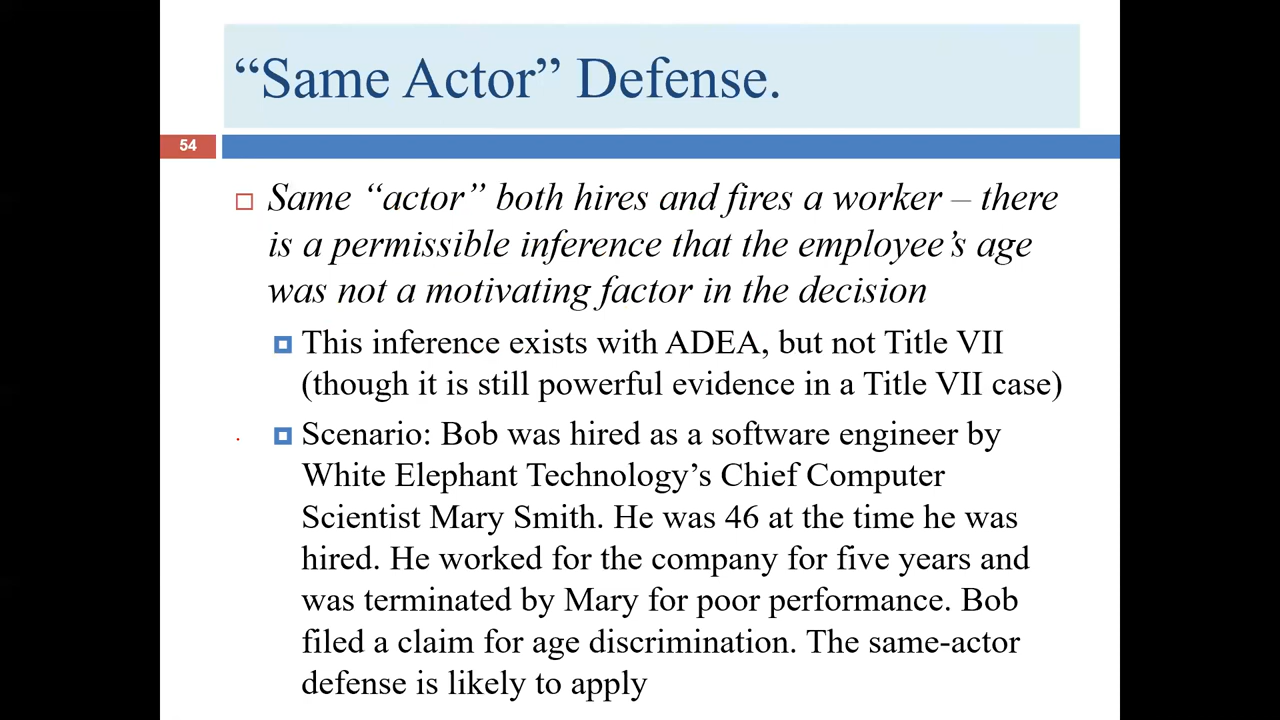 “Same Actor” Defense.
54
Same “actor” both hires and fires a worker – there
is a permissible inference that the employee’s age
was not a motivating factor in the decision
This inference exists with ADEA, but not Title VII
(though it is still powerful evidence in a Title VII case)
Scenario: Bob was hired as a software engineer by
White Elephant Technology’s Chief Computer
Scientist Mary Smith. He was 46 at the time he was
hired. He worked for the company for five years and
was terminated by Mary for poor performance. Bob
filed a claim for age discrimination. The same-actor
defense is likely to apply